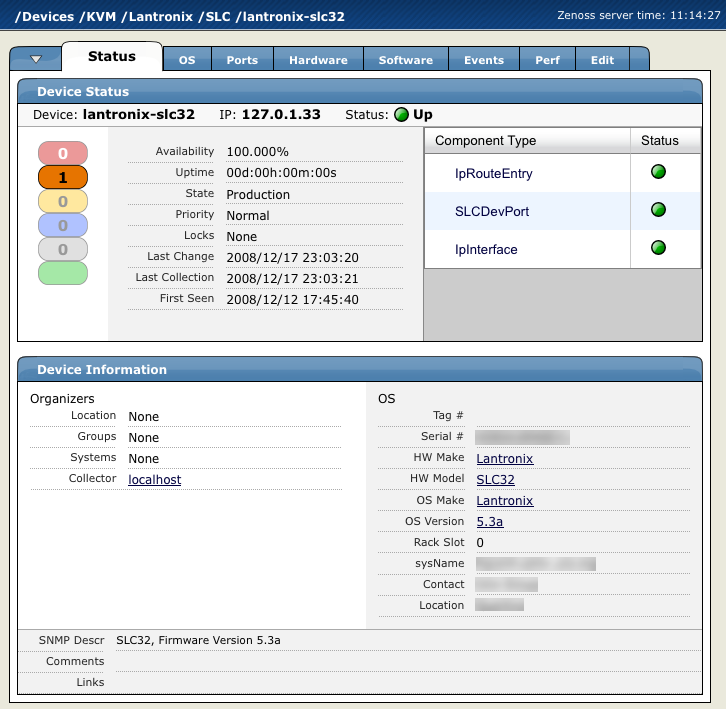 /Devices /KVM /Lantronix /SLC /lantronix-slc32 Zenoss server time: 11:14:27
Status OS Ports Hardware Software Events Perf Edit
Device Status
Device: lantronix-slc32 IP: 127.0.1.33 Status: Up
0
1
0
0
0
Availability 100.000%
Uptime 00d:00h:00m:00s
State Production
Priority Normal
Locks None
Last Change 2008/12/17 23:03:20
Last Collection 2008/12/17 23:03:21
First Seen 2008/12/12 17:45:40
Component Type Status
IpRouteEntry
SLCDevPort
IpInterface
Device Information
Organizers
Location None
Groups None
Systems None
Collector localhost
OS
Tag #
Serial #
HW Make Lantronix
HW Model SLC32
OS Make Lantronix
OS Version 5.3a
Rack Slot 0
sysName
Contact
Location
SNMP Descr SLC32, Firmware Version 5.3a
Comments
Links